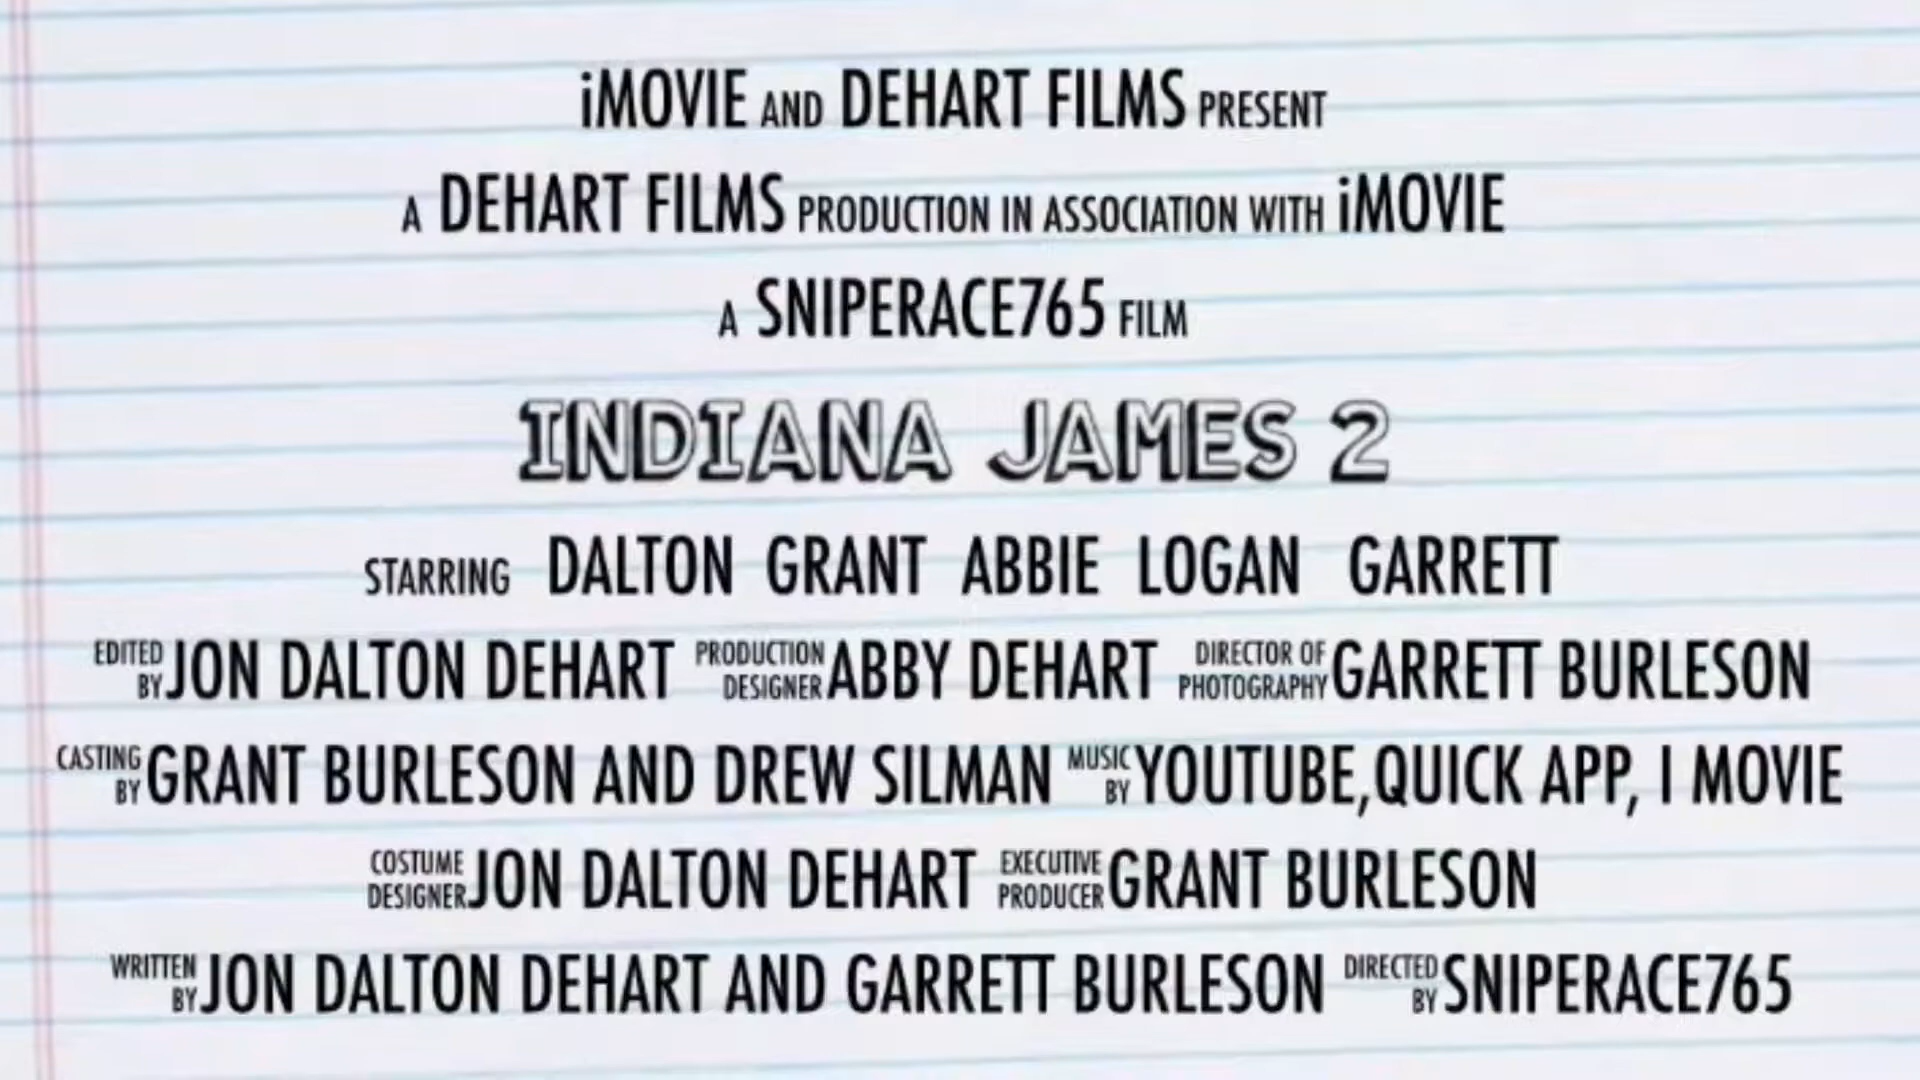 iMOVIE AND DEHART FILMS PRESENT
A DEHART FILMS PRODUCTION IN ASSOCIATION WITH iMOVIE
A SNIPERACE765 FILM
INDIANA JAMES 2
STARRING DALTON GRANT ABBIE LOGAN GARRETT
EDITED BY JON DALTON DEHART PRODUCTION DESIGNER ABBY DEHART DIRECTOR OF PHOTOGRAPHY GARRETT BURLESON
CASTING BY GRANT BURLESON AND DREW SILMAN MUSIC BY YOUTUBE,QUICK APP, I MOVIE
COSTUME DESIGNER JON DALTON DEHART EXECUTIVE PRODUCER GRANT BURLESON
WRITTEN BY JON DALTON DEHART AND GARRETT BURLESON DIRECTED BY SNIPERACE765